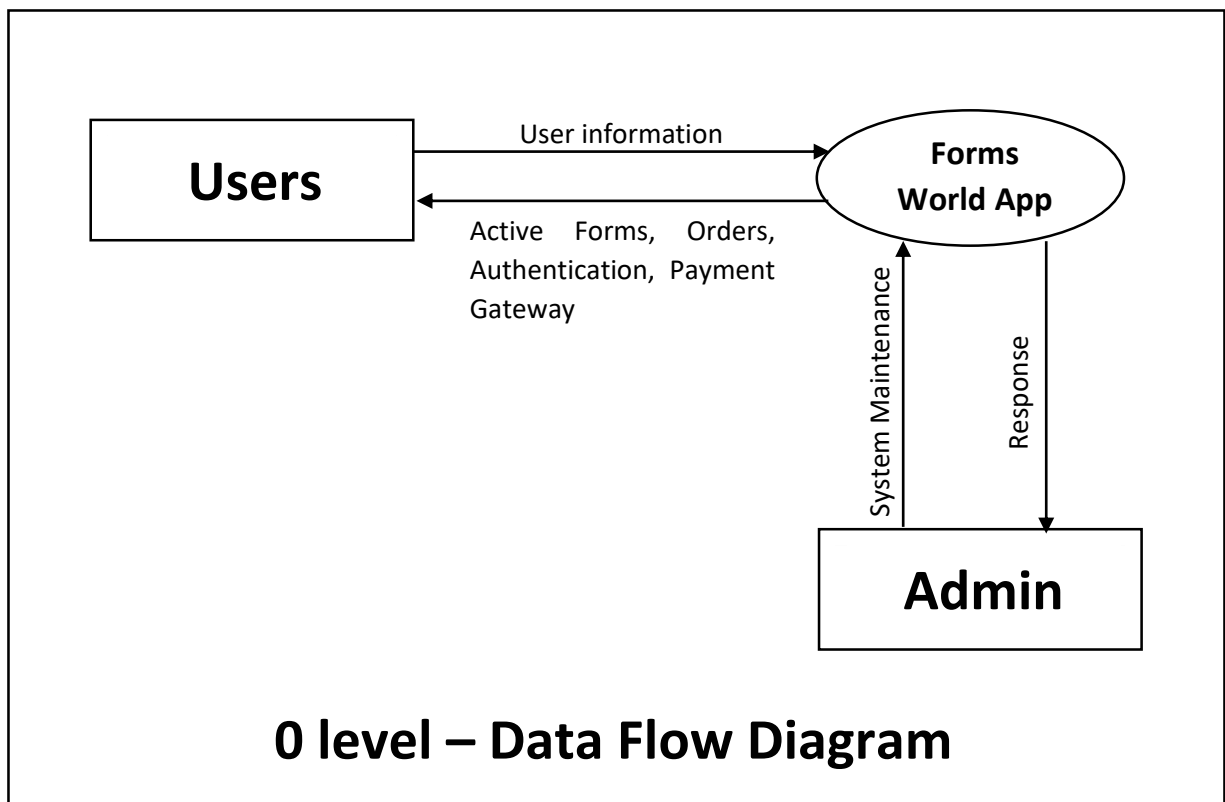 User information
Users
Forms
World App
Active Forms, Orders,
Authentication, Payment
Gateway
System Maintenance
Response
Admin
0 level – Data Flow Diagram